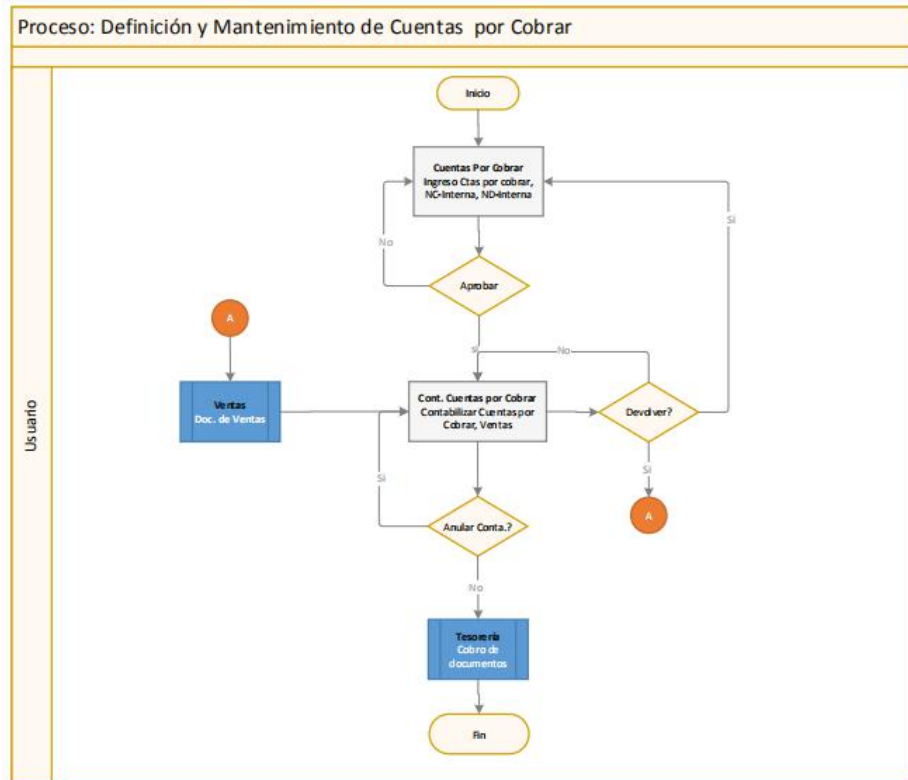 Proceso: Definición y Mantenimiento de Cuentas por Cobrar
Usuario
Inicio
Cuentas Por Cobrar
Ingreso Ctas por cobrar,
NC-Interna, ND-Interna
No
Si
Aprobar
A
si
No
Ventas
Doc. de Ventas
Cont. Cuentas por Cobrar
Contabilizar Cuentas por
Cobrar, Ventas
Devolver?
Si
Si
A
Anular Conta.?
No
Tesorería
Cobro de
documentos
Fin